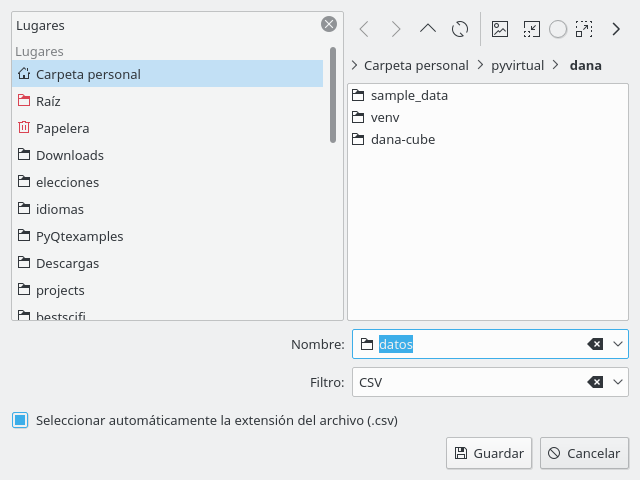 Lugares
Lugares
Carpeta personal
Raíz
Papelera
Downloads
elecciones
idiomas
PyQtexamples
Descargas
projects
bestscifi
Carpeta personal > pyvirtual > dana
sample_data
venv
dana-cube
Nombre: datos
Filtro: CSV
Seleccionar automáticamente la extensión del archivo (.csv)
Guardar Cancelar